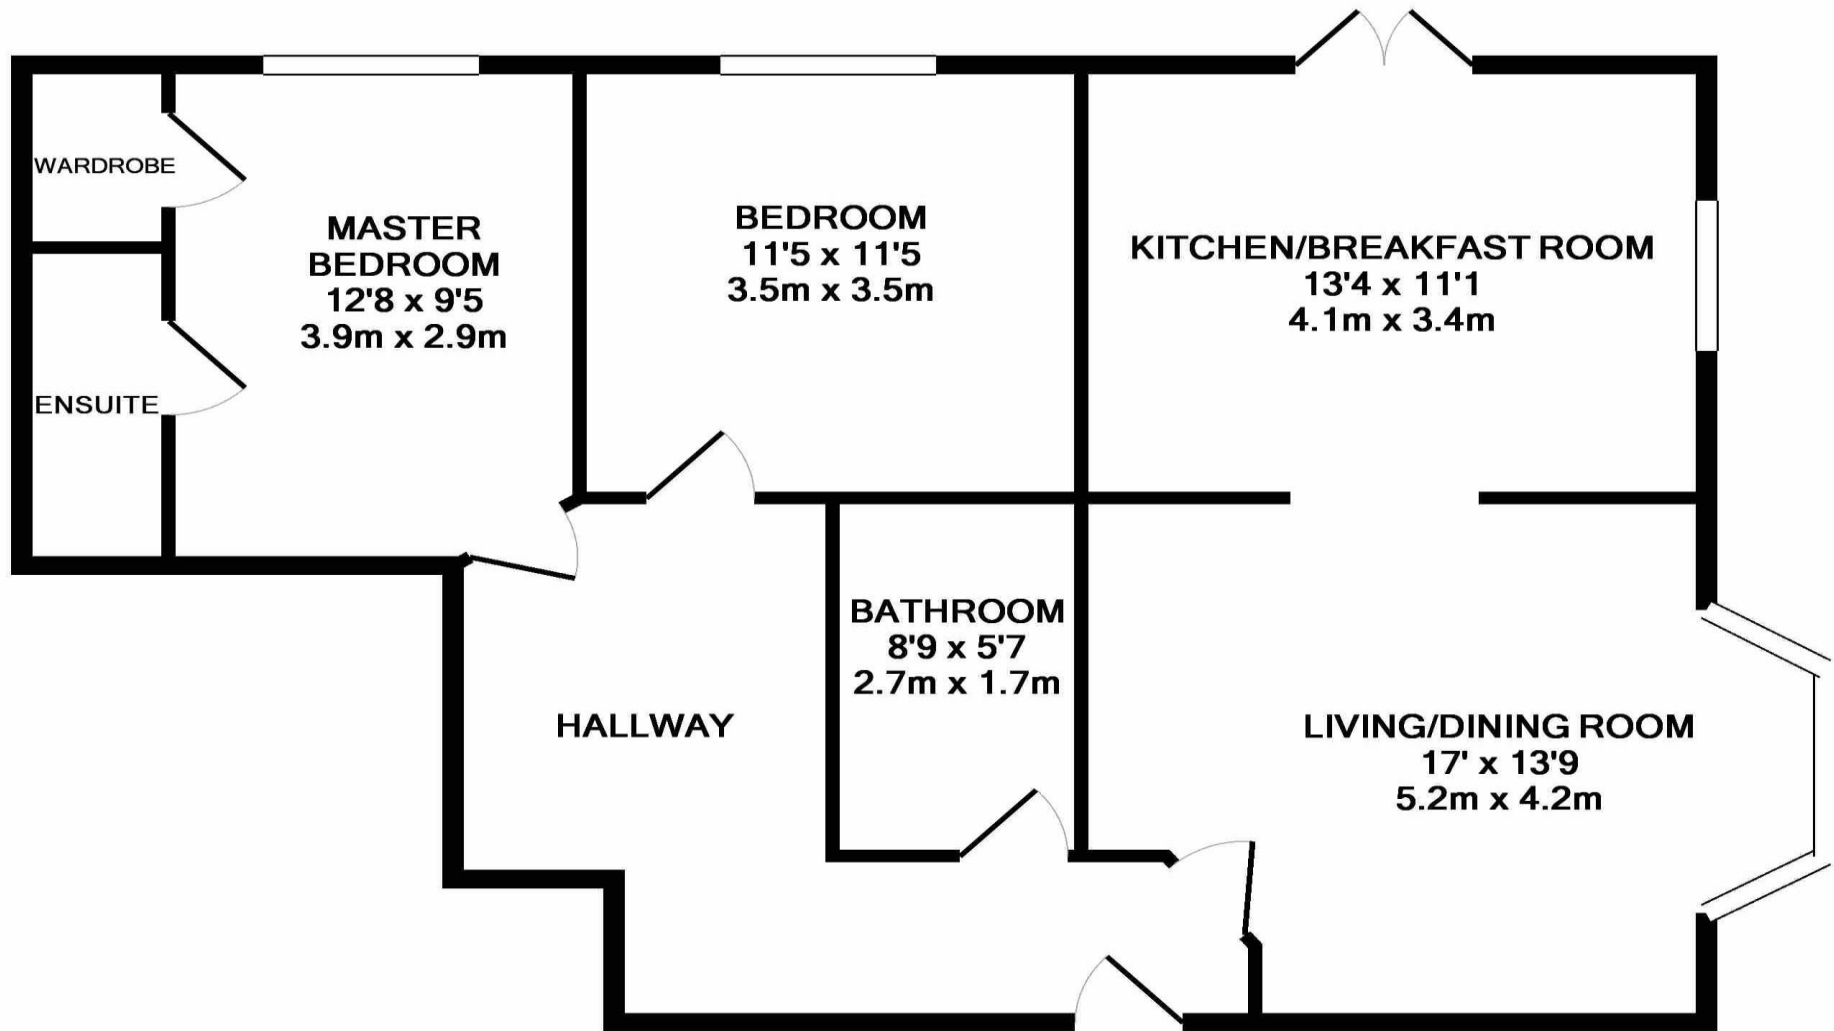 WARDROBE
MASTER
BEDROOM
12'8 x 9'5
3.9m x 2.9m
ENSUITE
BEDROOM
11'5 x 11'5
3.5m x 3.5m
KITCHEN/BREAKFAST ROOM
13'4 x 11'1
4.1m x 3.4m
BATHROOM
8'9 x 5'7
2.7m x 1.7m
HALLWAY
LIVING/DINING ROOM
17' x 13'9
5.2m x 4.2m